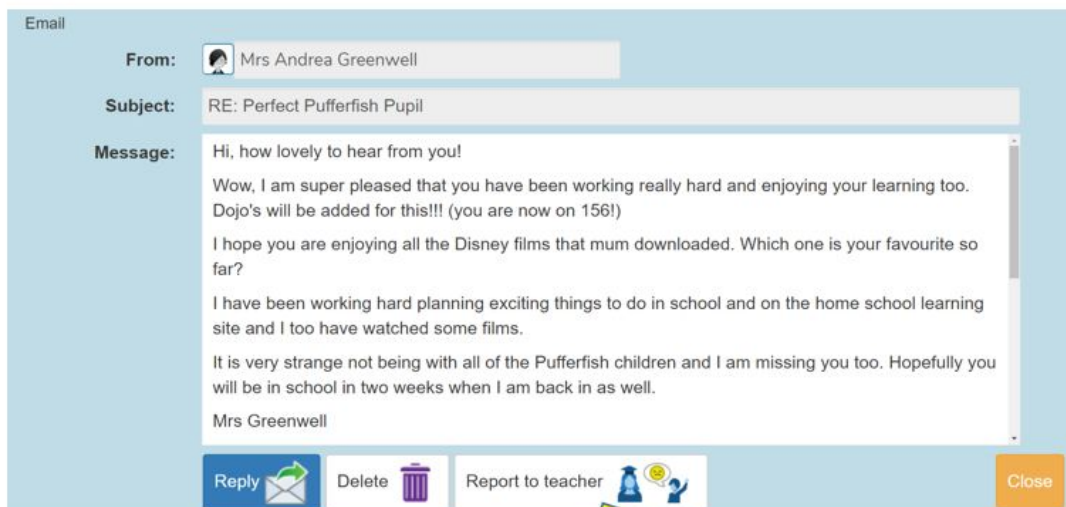 Email
From: Mrs Andrea Greenwell
Subject: RE: Perfect Pufferfish Pupil
Message: Hi, how lovely to hear from you!
Wow, I am super pleased that you have been working really hard and enjoying your learning too.
Dojo's will be added for this!!! (you are now on 156!)
I hope you are enjoying all the Disney films that mum downloaded. Which one is your favourite so
far?
I have been working hard planning exciting things to do in school and on the home school learning
site and I too have watched some films.
It is very strange not being with all of the Pufferfish children and I am missing you too. Hopefully you
will be in school in two weeks when I am back in as well.
Mrs Greenwell
Reply Delete Report to teacher Close